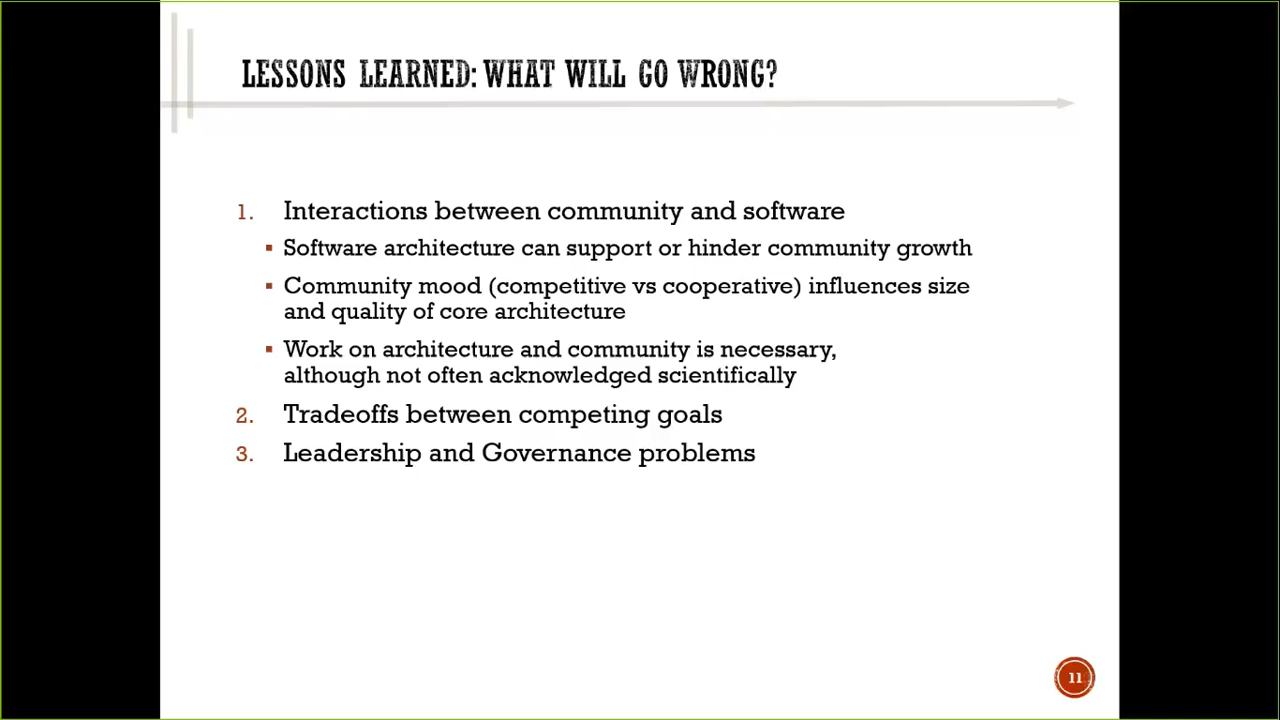 LESSONS LEARNED: WHAT WILL GO WRONG?
1. Interactions between community and software
▪ Software architecture can support or hinder community growth
▪ Community mood (competitive vs cooperative) influences size
and quality of core architecture
▪ Work on architecture and community is necessary,
although not often acknowledged scientifically
2. Tradeoffs between competing goals
3. Leadership and Governance problems
11